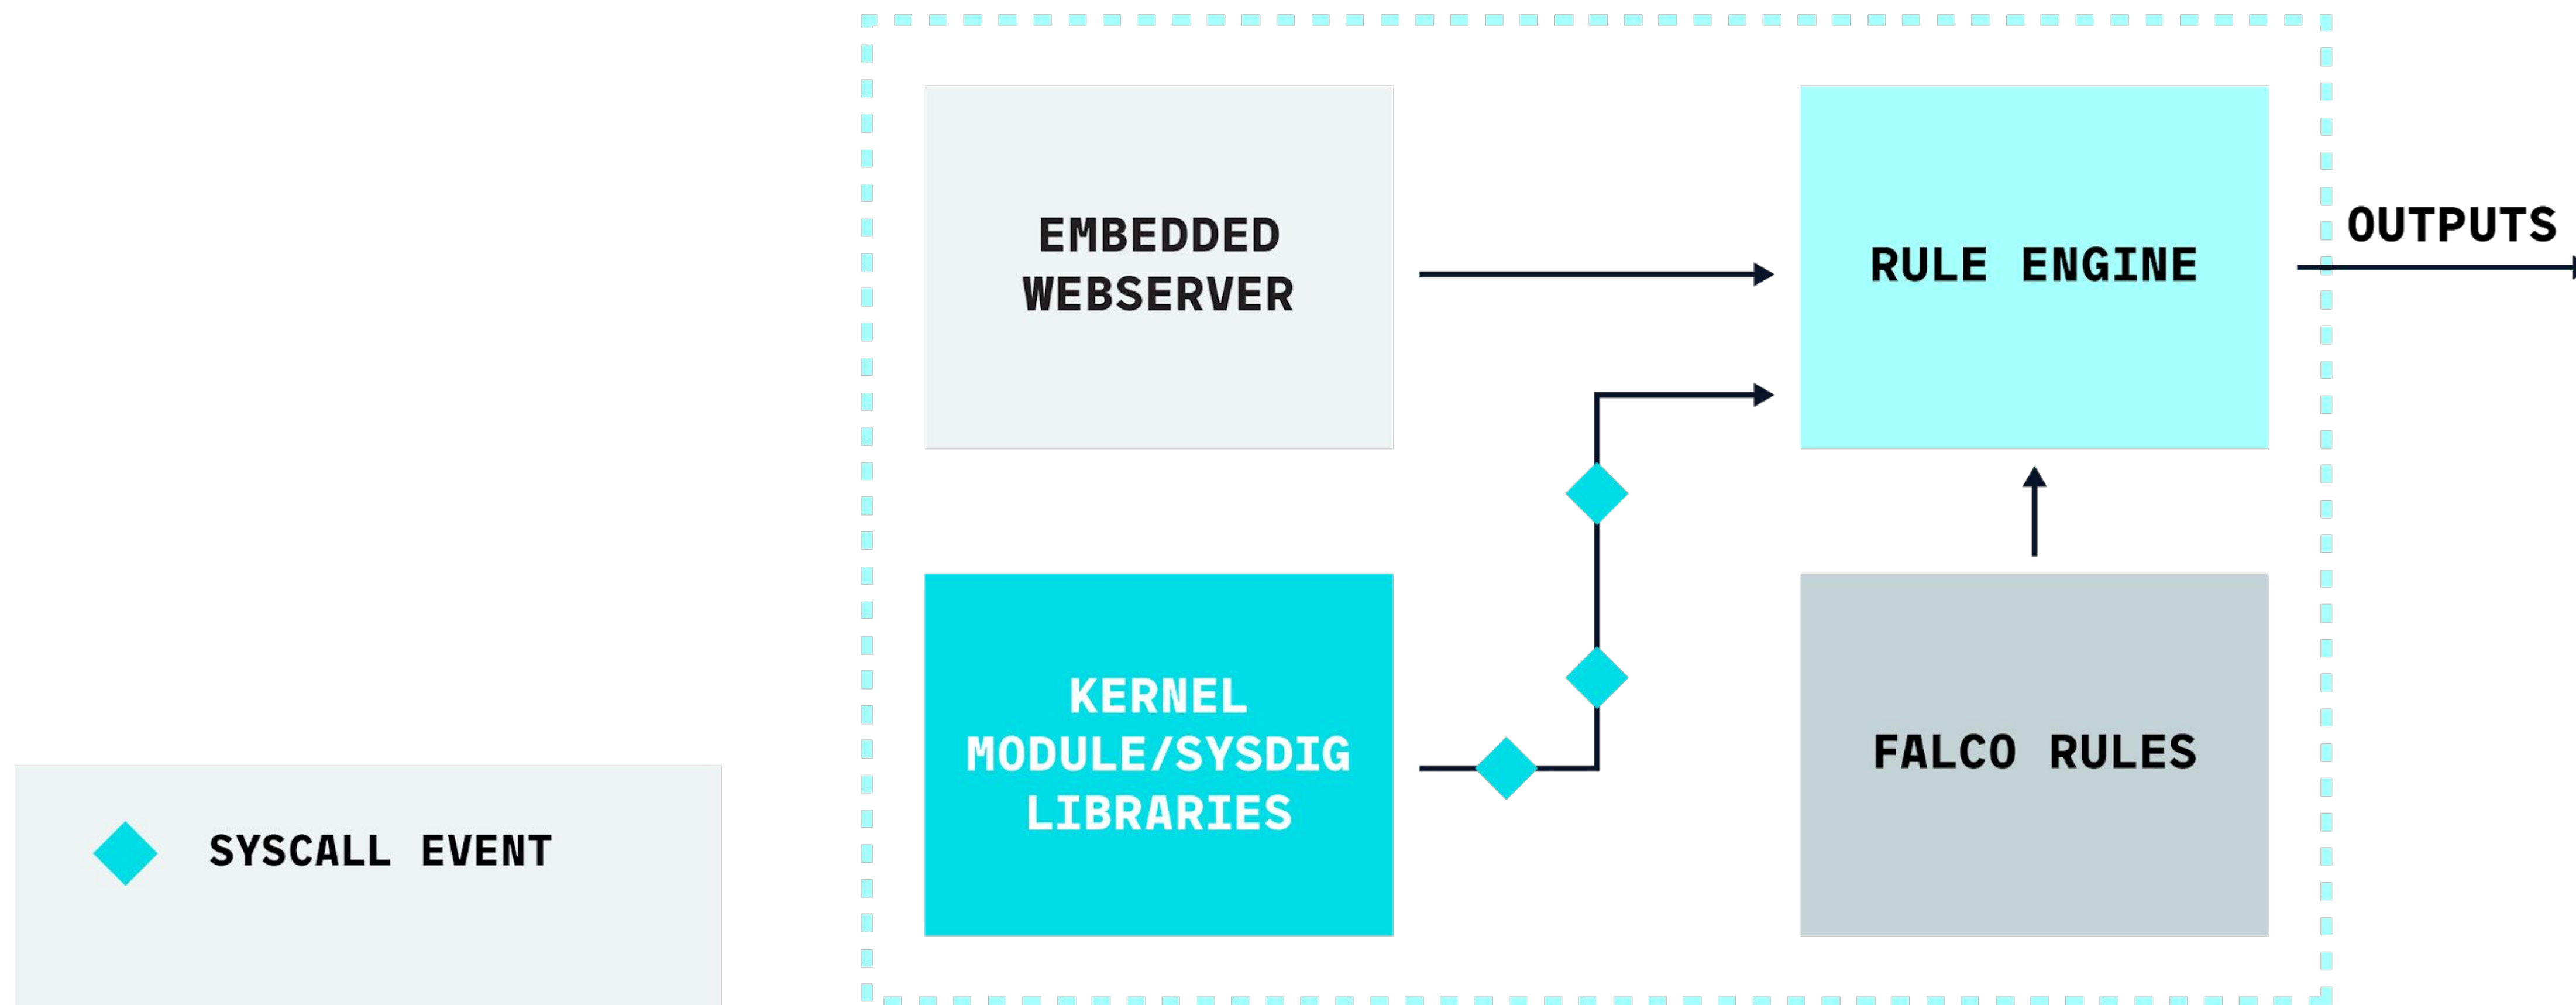 EMBEDDED
WEBSERVER
RULE ENGINE
OUTPUTS
KERNEL
MODULE/SYSDIG
LIBRARIES
FALCO RULES
SYSCALL EVENT